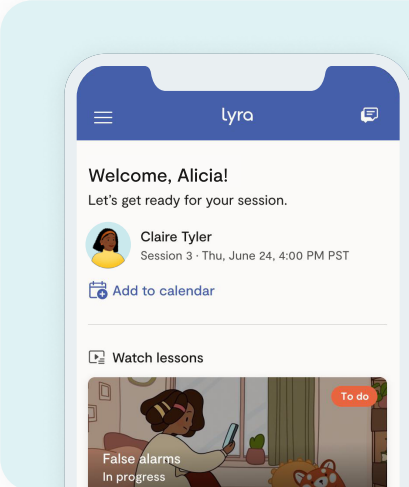 lyra
Welcome, Alicia!
Let's get ready for your session.
Claire Tyler
Session 3 · Thu, June 24, 4:00 PM PST
Add to calendar
Watch lessons
To do
False alarms
In progress